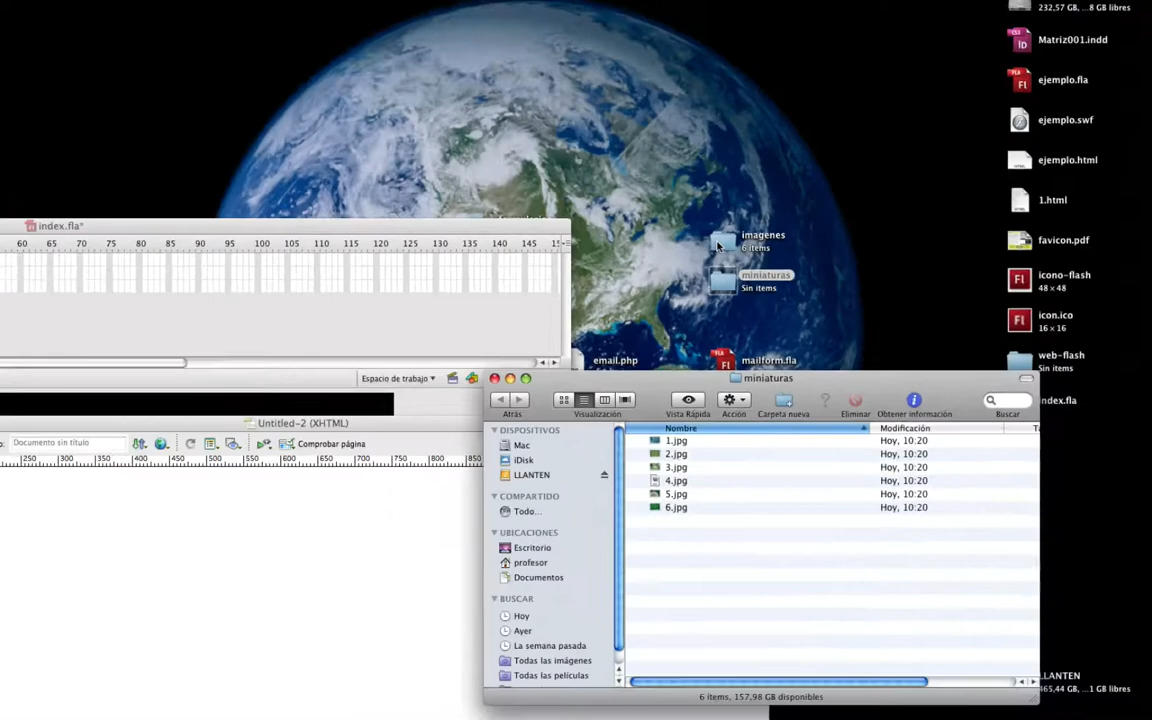 232,57 GB, ...8 GB libres
Matriz001.indd
ejemplo.fla
ejemplo.swf
ejemplo.html
1.html
favicon.pdf
icono-flash
48 × 48
icon.ico
16 × 16
web-flash
Sin items
index.fla
imagenes
6 items
miniaturas
Sin items
email.php
mailform.fla
index.fla*
60 65 70 75 80 85 90 95 100 105 110 115 120 125 130 135 140 145 150
Espacio de trabajo
Untitled-2 (XHTML)
Documento sin título
Comprobar página
400 450 500 550 600 650 700 750 800 850
miniaturas
Atrás Visualización Vista Rápida Acción Carpeta nueva Eliminar Obtener información Buscar
DISPOSITIVOS
Mac
iDisk
LLANTEN
COMPARTIDO
Todo...
UBICACIONES
Escritorio
profesor
Documentos
BUSCAR
Hoy
Ayer
La semana pasada
Todas las imágenes
Todas las películas
Nombre Modificación
1.jpg Hoy, 10:20
2.jpg Hoy, 10:20
3.jpg Hoy, 10:20
4.jpg Hoy, 10:20
5.jpg Hoy, 10:20
6.jpg Hoy, 10:20
6 items, 157,98 GB disponibles
LLANTEN
465,44 GB, ...1 GB libres